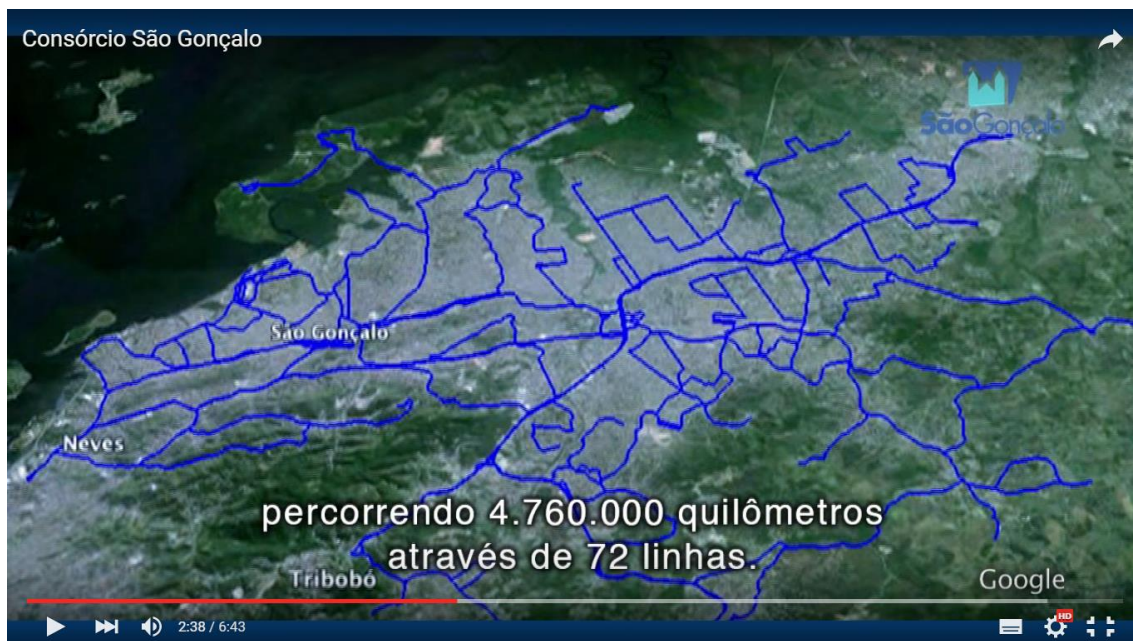 Consórcio São Gonçalo
São Gonçalo
São Gonçalo
Neves
percorrendo 4.760.000 quilômetros
através de 72 linhas.
Tribobó
Google
2:38 / 6:43
HD